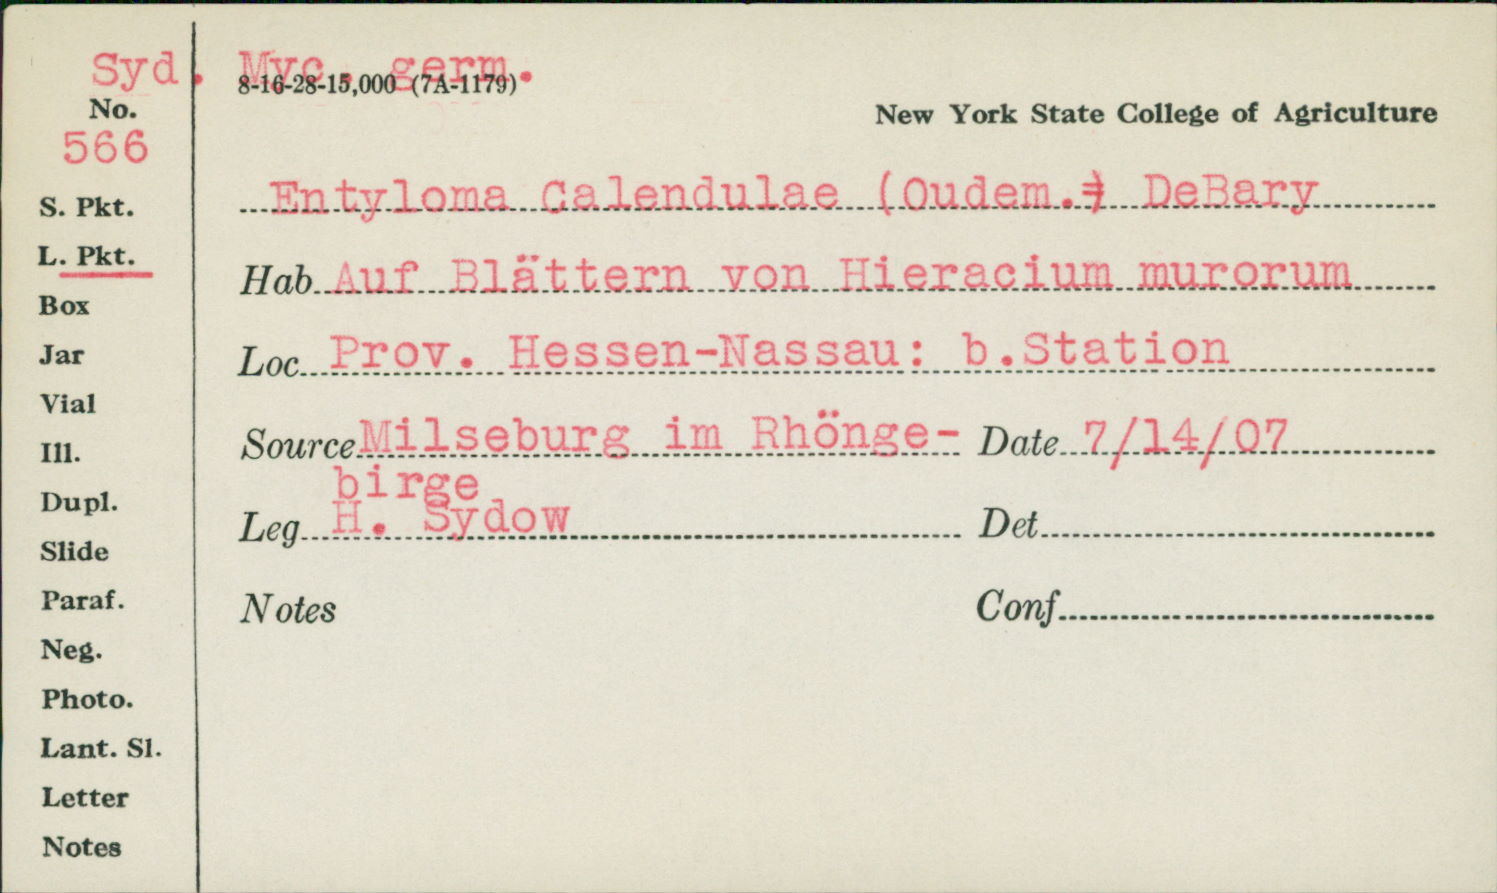 Syd. Myc. germ.
8-16-28-15,000 (7A-1179)
No.
New York State College of Agriculture
566
Entyloma Calendulae (Oudem.) DeBary
S. Pkt.
L. Pkt.
Hab Auf Blättern von Hieracium murorum
Box
Jar
Loc Prov. Hessen-Nassau: b.Station
Vial
Source Milseburg im Rhönge- Date 7/14/07
Ill.
birge
Dupl.
Leg H. Sydow Det
Slide
Paraf.
Notes Conf
Neg.
Photo.
Lant. Sl.
Letter
Notes